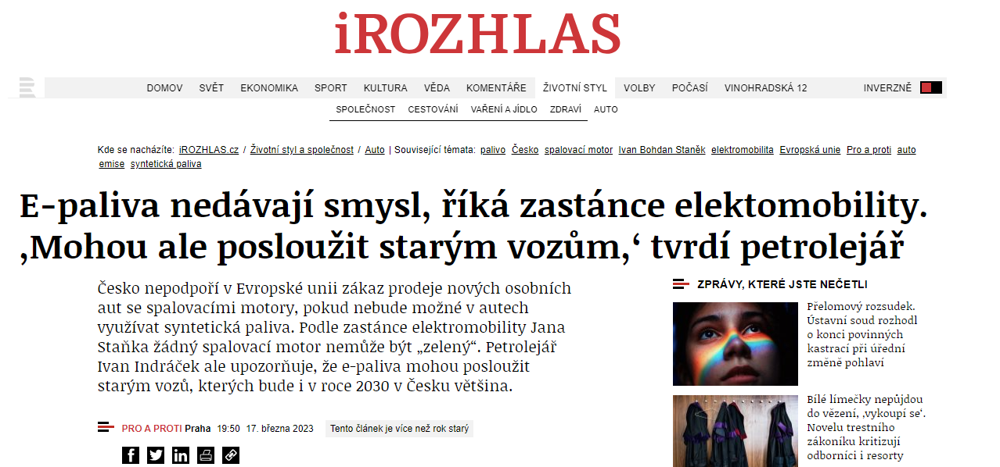 iROZHLAS
DOMOV SVĚT EKONOMIKA SPORT KULTURA VĚDA KOMENTÁŘE ŽIVOTNÍ STYL VOLBY POČASÍ VINOHRADSKÁ 12 INVERZNĚ
SPOLEČNOST CESTOVÁNÍ VAŘENÍ A JÍDLO ZDRAVÍ AUTO
Kde se nacházíte: iROZHLAS.cz / Životní styl a společnost / Auto | Související témata: palivo Česko spalovací motor Ivan Bohdan Staněk elektromobilita Evropská unie Pro a proti auto
emise syntetická paliva
E-paliva nedávají smysl, říká zastánce elektomobility.
‚Mohou ale posloužit starým vozům,‘ tvrdí petrolejář
Česko nepodpoří v Evropské unii zákaz prodeje nových osobních
aut se spalovacími motory, pokud nebude možné v autech
využívat syntetická paliva. Podle zastánce elektromobility Jana
Staňka žádný spalovací motor nemůže být „zelený“. Petrolejář
Ivan Indráček ale upozorňuje, že e-paliva mohou posloužit
starým vozů, kterých bude i v roce 2030 v Česku většina.
PRO A PROTI Praha 19:50 17. března 2023 Tento článek je více než rok starý
ZPRÁVY, KTERÉ JSTE NEČETLI
Přelomový rozsudek.
Ústavní soud rozhodl
o konci povinných
kastrací při úřední
změně pohlaví
Bílé límečky nepůjdou
do vězení, ‚vykoupí se‘.
Novelu trestního
zákoníku kritizují
odborníci i resorty